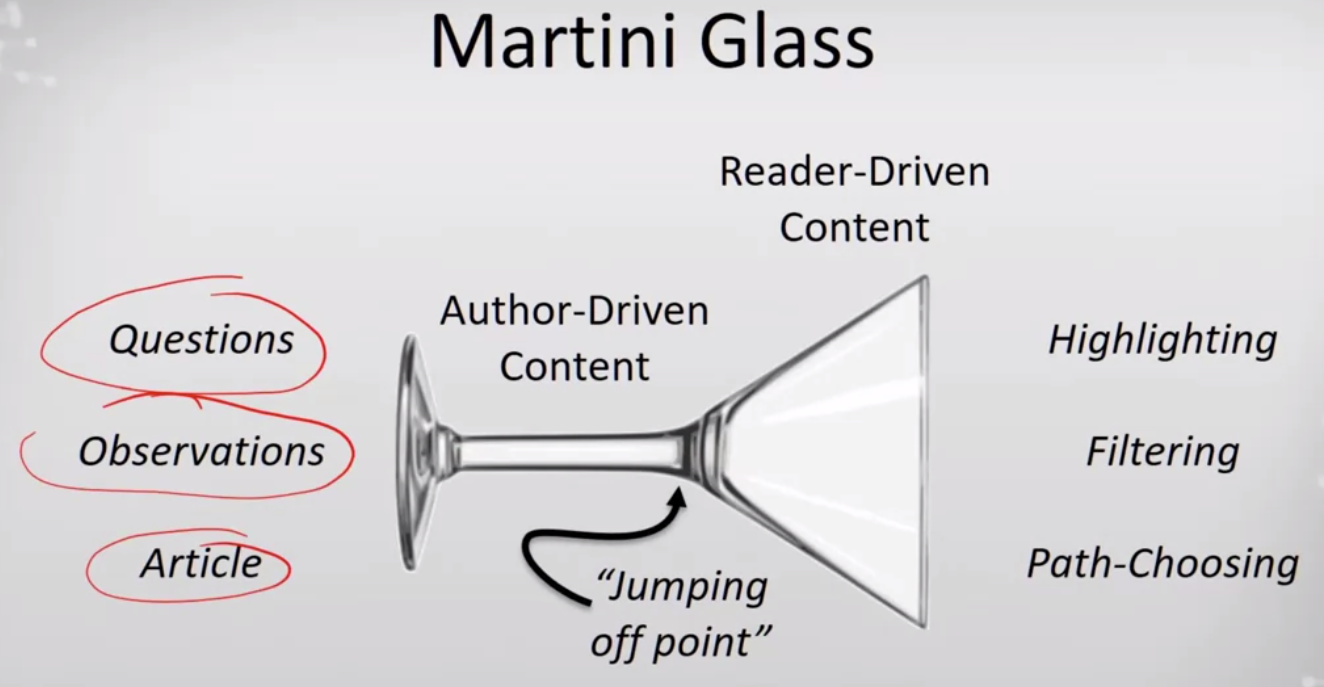 Martini Glass
Reader-Driven
Content
Author-Driven
Content
Questions
Observations
Article
"Jumping
off point"
Highlighting
Filtering
Path-Choosing